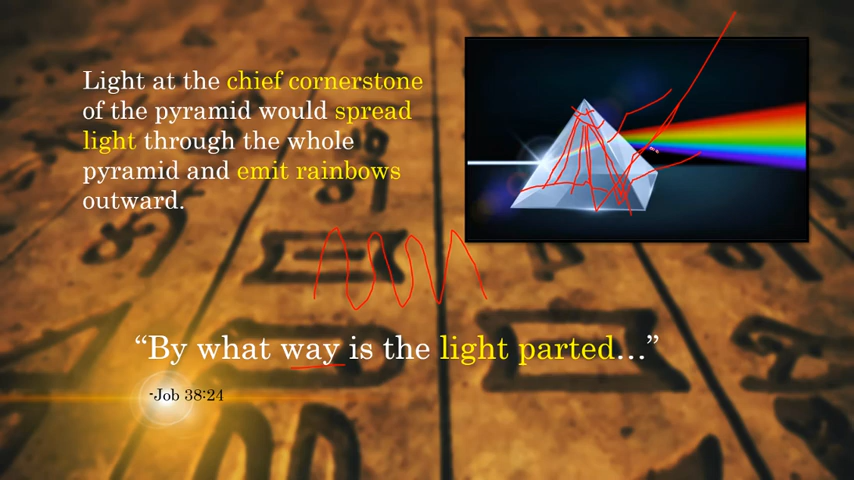 Light at the chief cornerstone
of the pyramid would spread
light through the whole
pyramid and emit rainbows
outward.
“By what way is the light parted…”
-Job 38:24